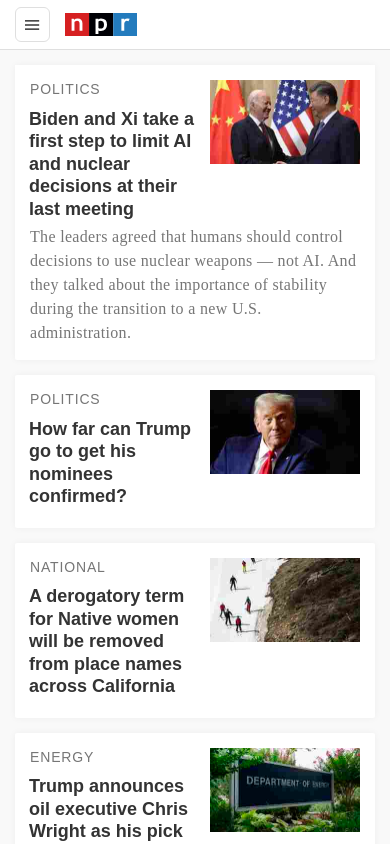 npr
POLITICS
Biden and Xi take a
first step to limit AI
and nuclear
decisions at their
last meeting
The leaders agreed that humans should control
decisions to use nuclear weapons — not AI. And
they talked about the importance of stability
during the transition to a new U.S.
administration.
POLITICS
How far can Trump
go to get his
nominees
confirmed?
NATIONAL
A derogatory term
for Native women
will be removed
from place names
across California
ENERGY
Trump announces
oil executive Chris
Wright as his pick
DEPARTMENT OF ENERGY